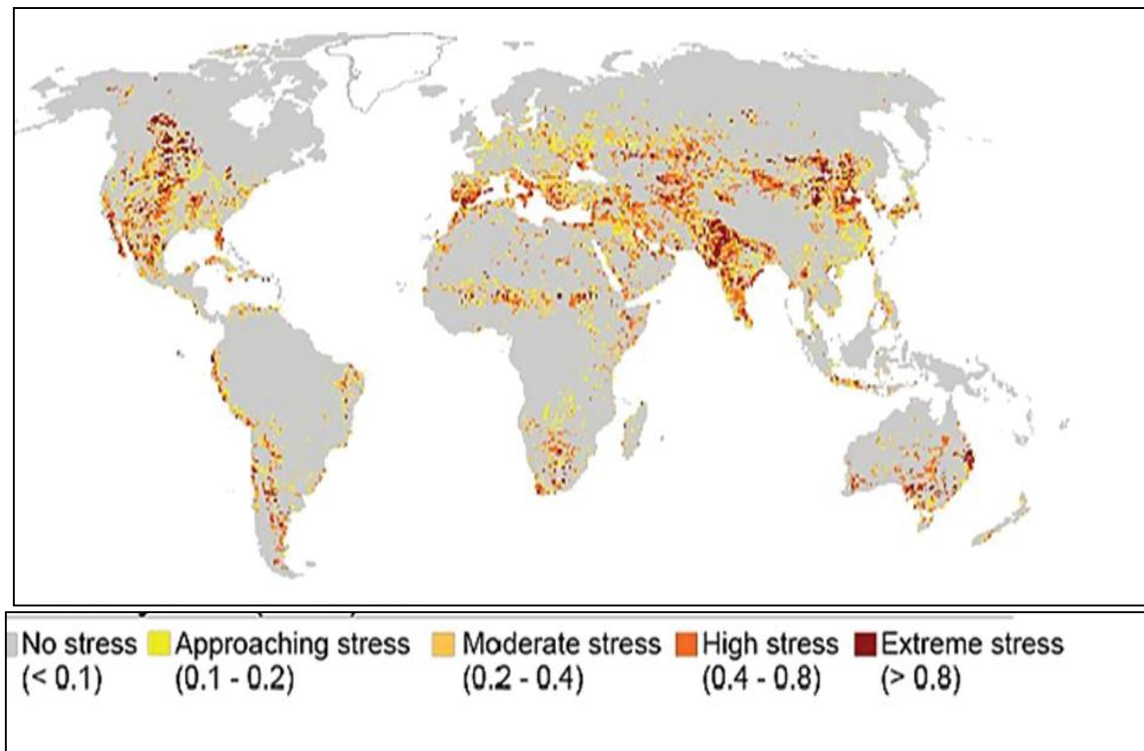 No stress Approaching stress Moderate stress High stress Extreme stress
(< 0.1) (0.1 - 0.2) (0.2 - 0.4) (0.4 - 0.8) (> 0.8)